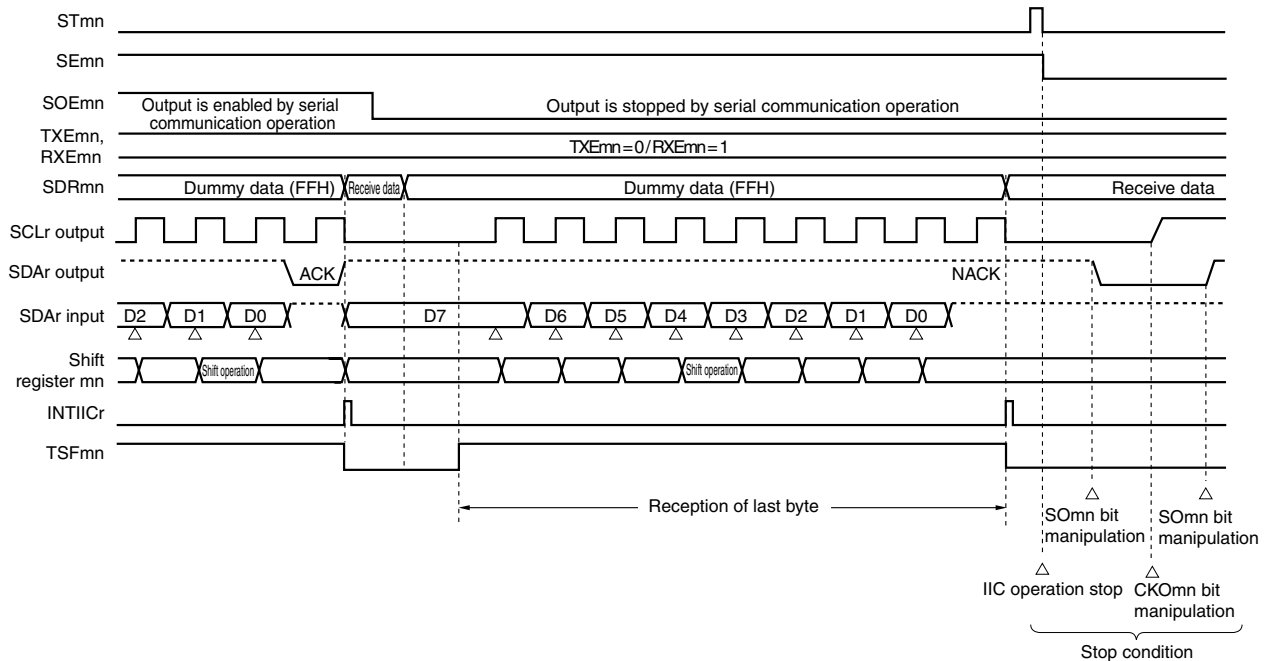 STmn
SEmn
SOEmn
Output is enabled by serial
communication operation
Output is stopped by serial communication operation
TXEmn,
RXEmn
TXEmn=0/RXEmn=1
SDRmn
Dummy data (FFH)
Receive data
Dummy data (FFH)
Receive data
SCLr output
SDAr output
ACK
NACK
SDAr input
D2
D1
D0
D7
D6
D5
D4
D3
D2
D1
D0
Shift
register mn
Shift operation
Shift operation
INTIICr
TSFmn
Reception of last byte
SOmn bit
manipulation
SOmn bit
manipulation
IIC operation stop
CKOmn bit
manipulation
Stop condition